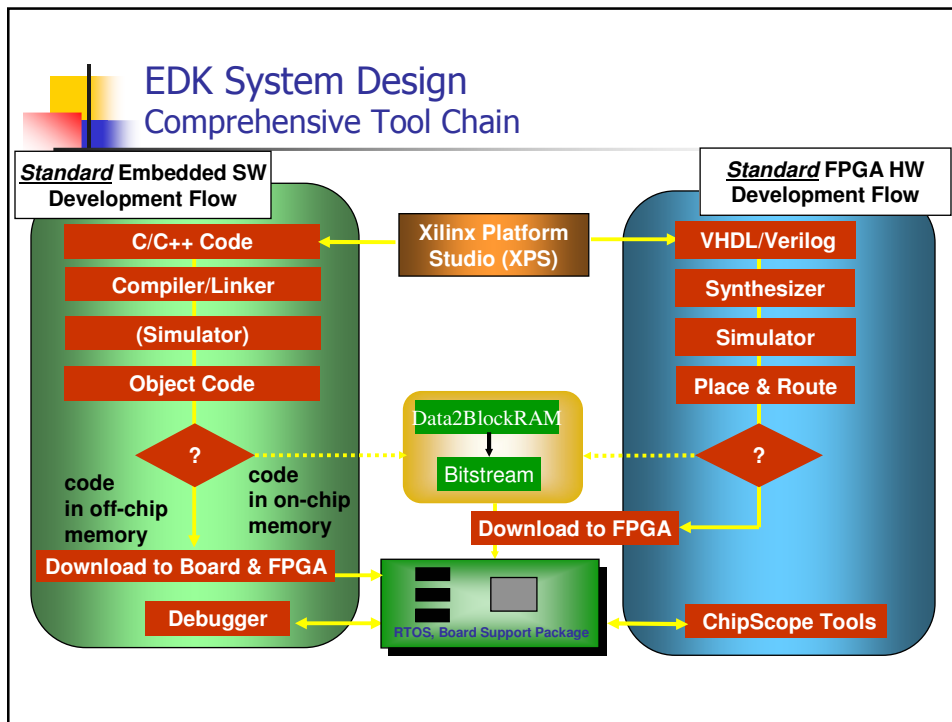 EDK System Design
Comprehensive Tool Chain
Standard Embedded SW
Development Flow
C/C++ Code
Compiler/Linker
(Simulator)
Object Code
?
code
in off-chip
memory
code
in on-chip
memory
Download to Board & FPGA
Debugger
Xilinx Platform
Studio (XPS)
Data2BlockRAM
Bitstream
Download to FPGA
RTOS, Board Support Package
Standard FPGA HW
Development Flow
VHDL/Verilog
Synthesizer
Simulator
Place & Route
?
ChipScope Tools